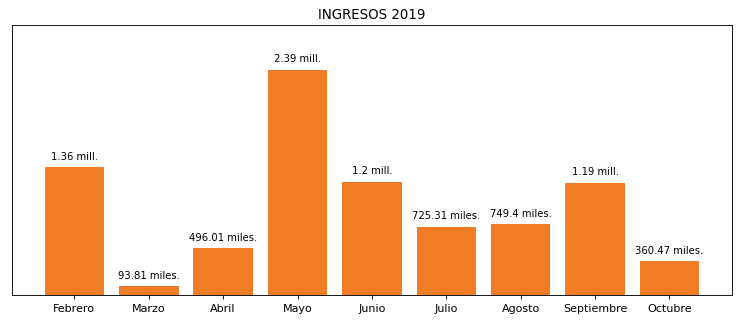 INGRESOS 2019
1.36 mill.
93.81 miles.
496.01 miles.
2.39 mill.
1.2 mill.
725.31 miles.
749.4 miles.
1.19 mill.
360.47 miles.
Febrero
Marzo
Abril
Mayo
Junio
Julio
Agosto
Septiembre
Octubre